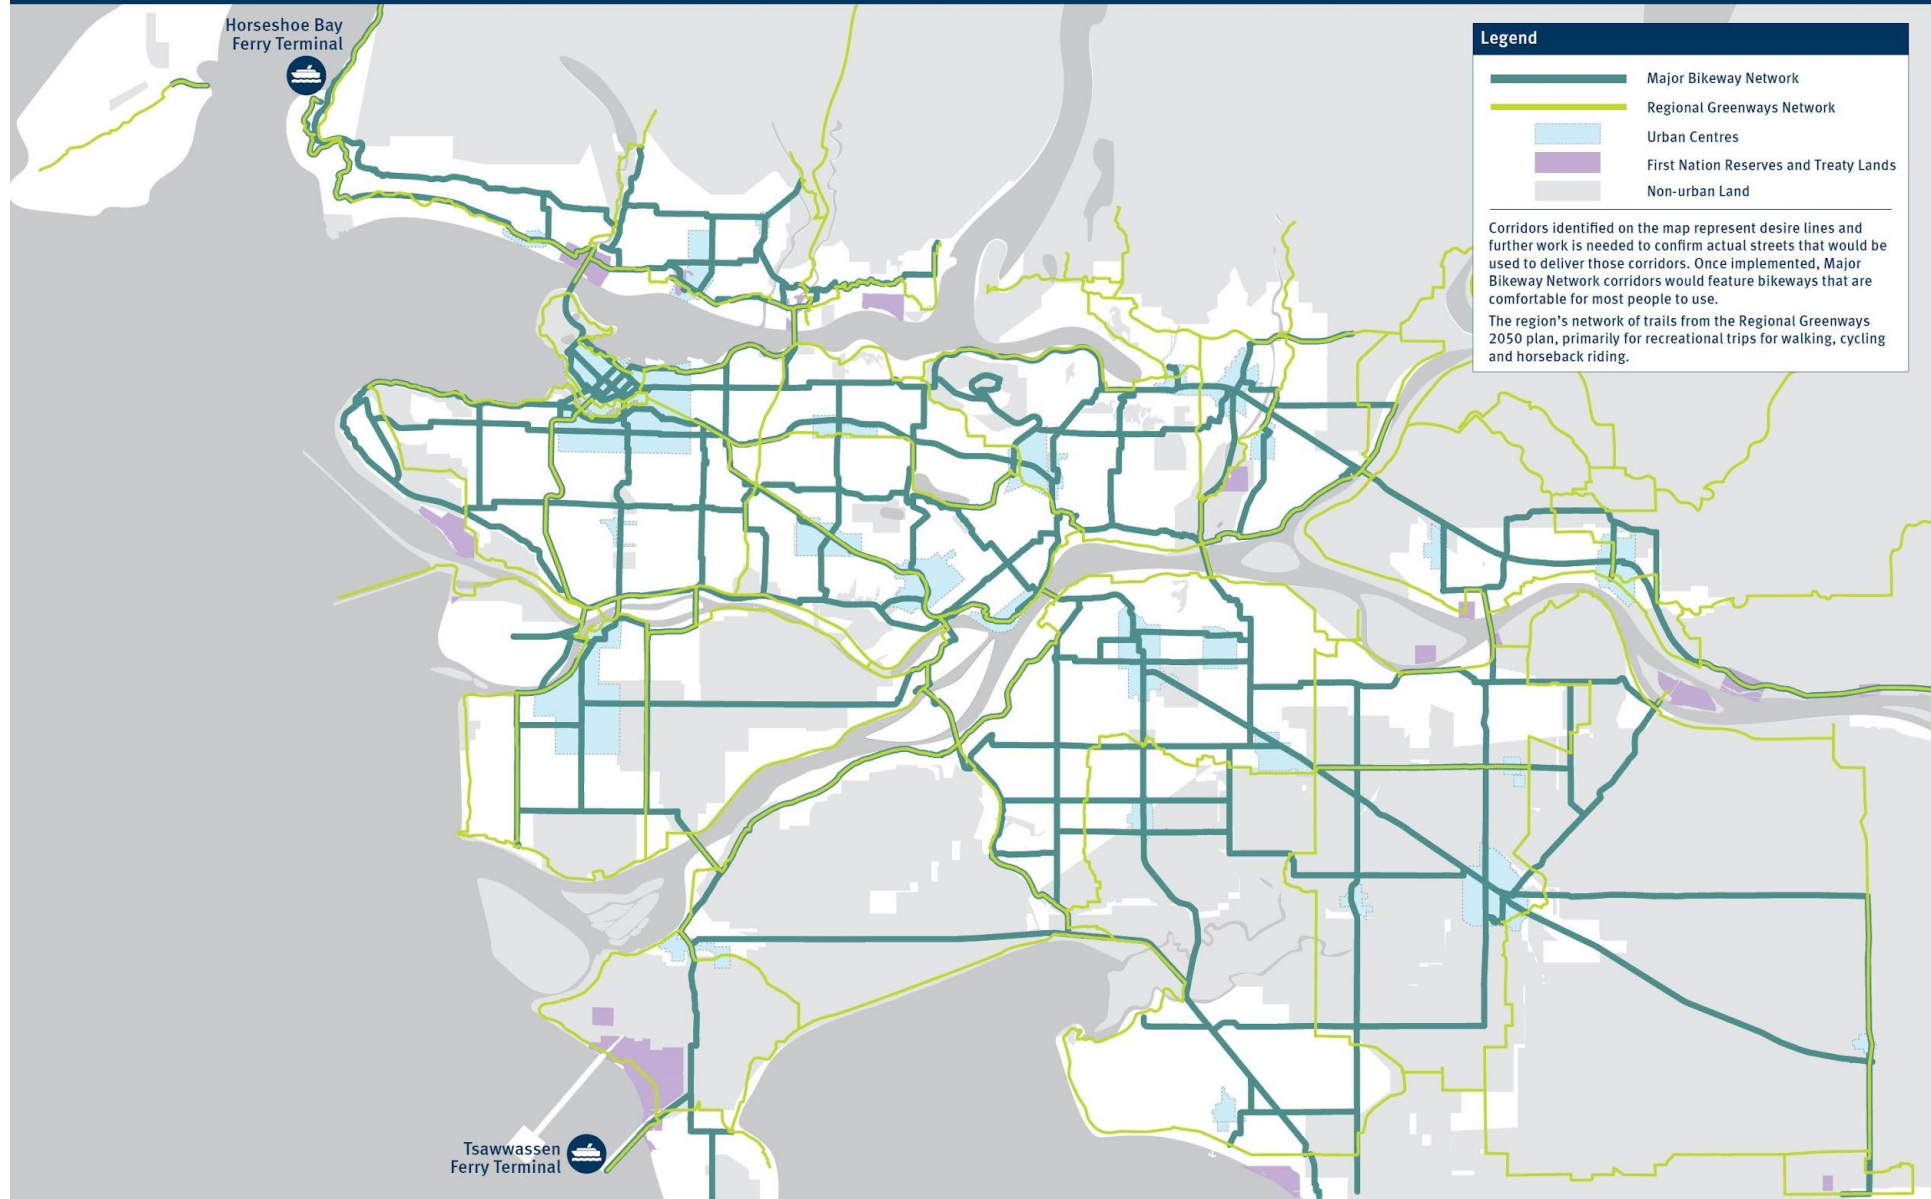 Horseshoe Bay
Ferry Terminal
Legend
Major Bikeway Network
Regional Greenways Network
Urban Centres
First Nation Reserves and Treaty Lands
Non-urban Land
Corridors identified on the map represent desire lines and
further work is needed to confirm actual streets that would be
used to deliver those corridors. Once implemented, Major
Bikeway Network corridors would feature bikeways that are
comfortable for most people to use.
The region's network of trails from the Regional Greenways
2050 plan, primarily for recreational trips for walking, cycling
and horseback riding.
Tsawwassen
Ferry Terminal